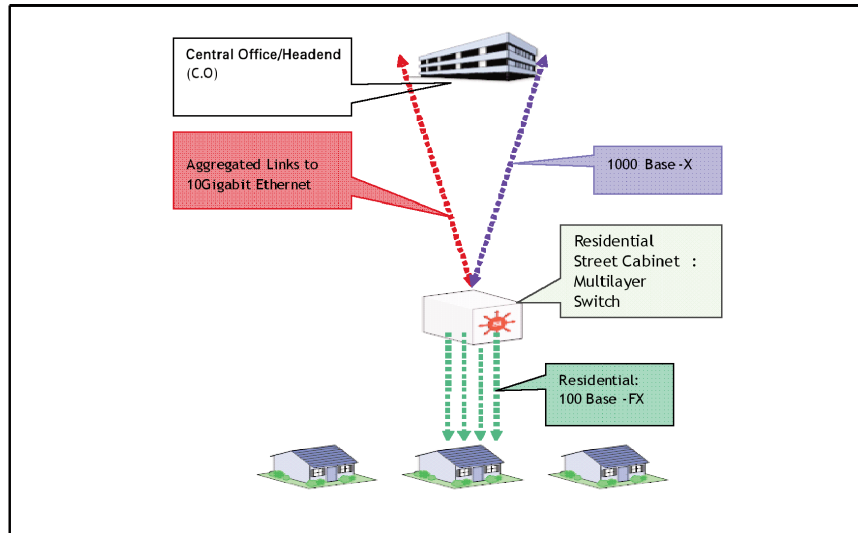 Central Office/Headend
(C.O)
Aggregated Links to
10Gigabit Ethernet
1000 Base -X
Residential
Street Cabinet :
Multilayer
Switch
Residential:
100 Base -FX